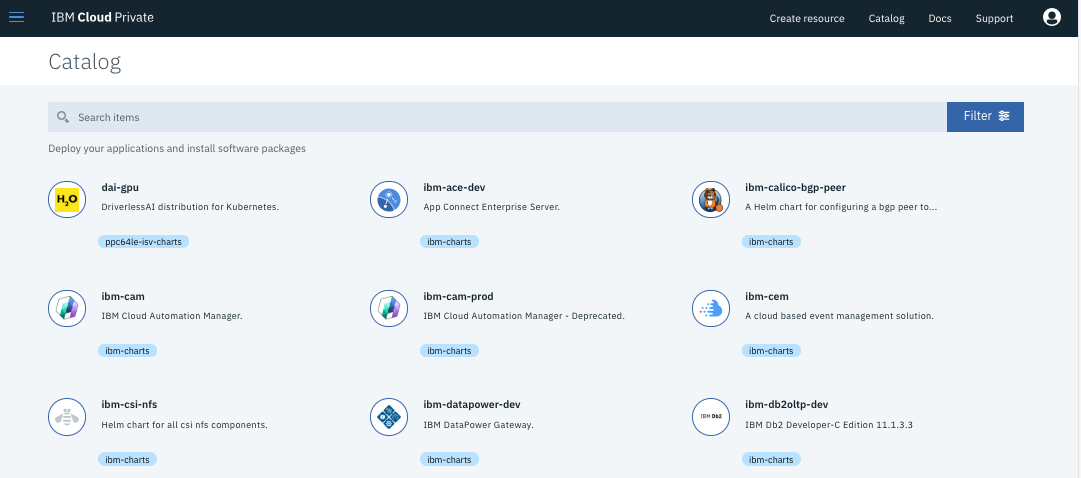 IBM Cloud Private
Create resource
Catalog
Docs
Support
Catalog
Search items
Filter
Deploy your applications and install software packages
H2O
dai-gpu
DriverlessAI distribution for Kubernetes.
ppc64le-isv-charts
ibm-ace-dev
App Connect Enterprise Server.
ibm-charts
ibm-calico-bgp-peer
A Helm chart for configuring a bgp peer to...
ibm-charts
ibm-cam
IBM Cloud Automation Manager.
ibm-charts
ibm-cam-prod
IBM Cloud Automation Manager - Deprecated.
ibm-charts
ibm-cem
A cloud based event management solution.
ibm-charts
ibm-csi-nfs
Helm chart for all csi nfs components.
ibm-charts
ibm-datapower-dev
IBM DataPower Gateway.
ibm-charts
IBM Db2
ibm-db2oltp-dev
IBM Db2 Developer-C Edition 11.1.3.3
ibm-charts